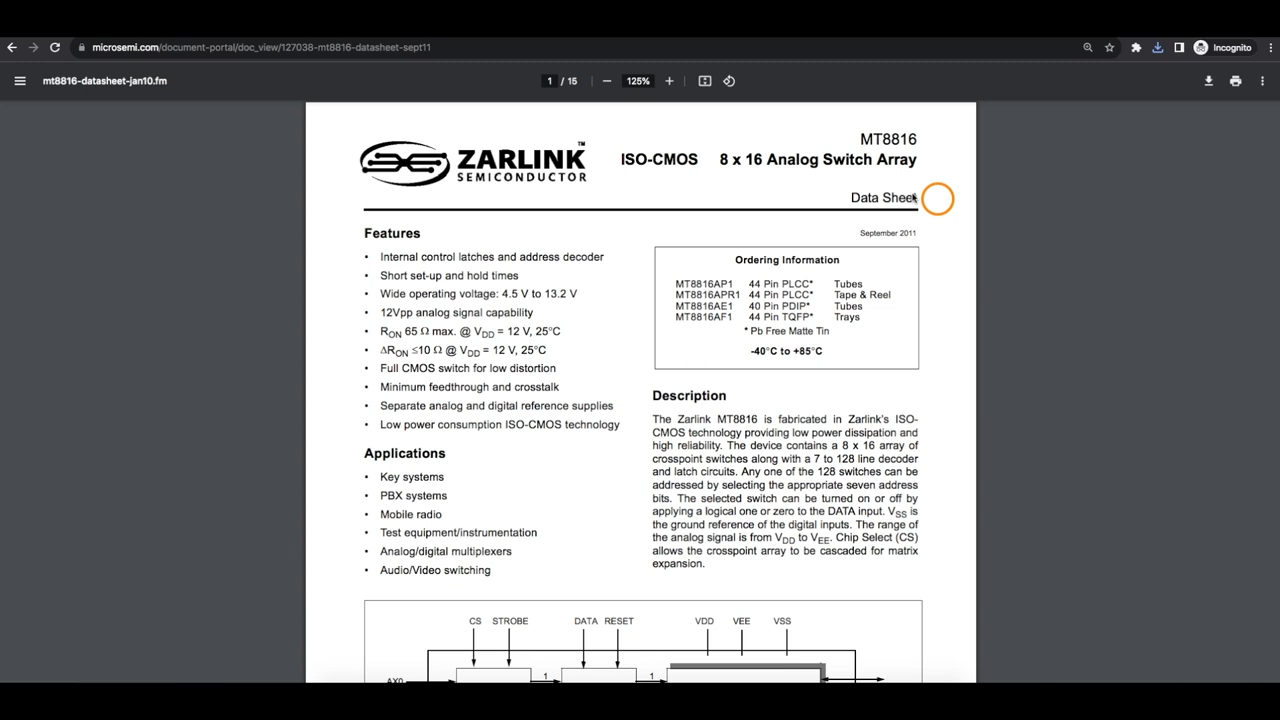 microsemi.com/document-portal/doc_view/127038-mt8816-datasheet-sept11
Incognito
mt8816-datasheet-jan10.fm
1 / 15
125%
ZARLINK™
SEMICONDUCTOR
MT8816
ISO-CMOS 8 x 16 Analog Switch Array
Data Sheet
September 2011
Features
• Internal control latches and address decoder
• Short set-up and hold times
• Wide operating voltage: 4.5 V to 13.2 V
• 12Vpp analog signal capability
• RON 65 Ω max. @ VDD = 12 V, 25°C
• ΔRON ≤10 Ω @ VDD = 12 V, 25°C
• Full CMOS switch for low distortion
• Minimum feedthrough and crosstalk
• Separate analog and digital reference supplies
• Low power consumption ISO-CMOS technology
Applications
• Key systems
• PBX systems
• Mobile radio
• Test equipment/instrumentation
• Analog/digital multiplexers
• Audio/Video switching
Ordering Information
MT8816AP1 44 Pin PLCC* Tubes
MT8816APR1 44 Pin PLCC* Tape & Reel
MT8816AE1 40 Pin PDIP* Tubes
MT8816AF1 44 Pin TQFP* Trays
* Pb Free Matte Tin
-40°C to +85°C
Description
The Zarlink MT8816 is fabricated in Zarlink's ISO-
CMOS technology providing low power dissipation and
high reliability. The device contains a 8 x 16 array of
crosspoint switches along with a 7 to 128 line decoder
and latch circuits. Any one of the 128 switches can be
addressed by selecting the appropriate seven address
bits. The selected switch can be turned on or off by
applying a logical one or zero to the DATA input. VSS is
the ground reference of the digital inputs. The range of
the analog signal is from VDD to VEE. Chip Select (CS)
allows the crosspoint array to be cascaded for matrix
expansion.
CS STROBE DATA RESET VDD VEE VSS
1 1
AX0